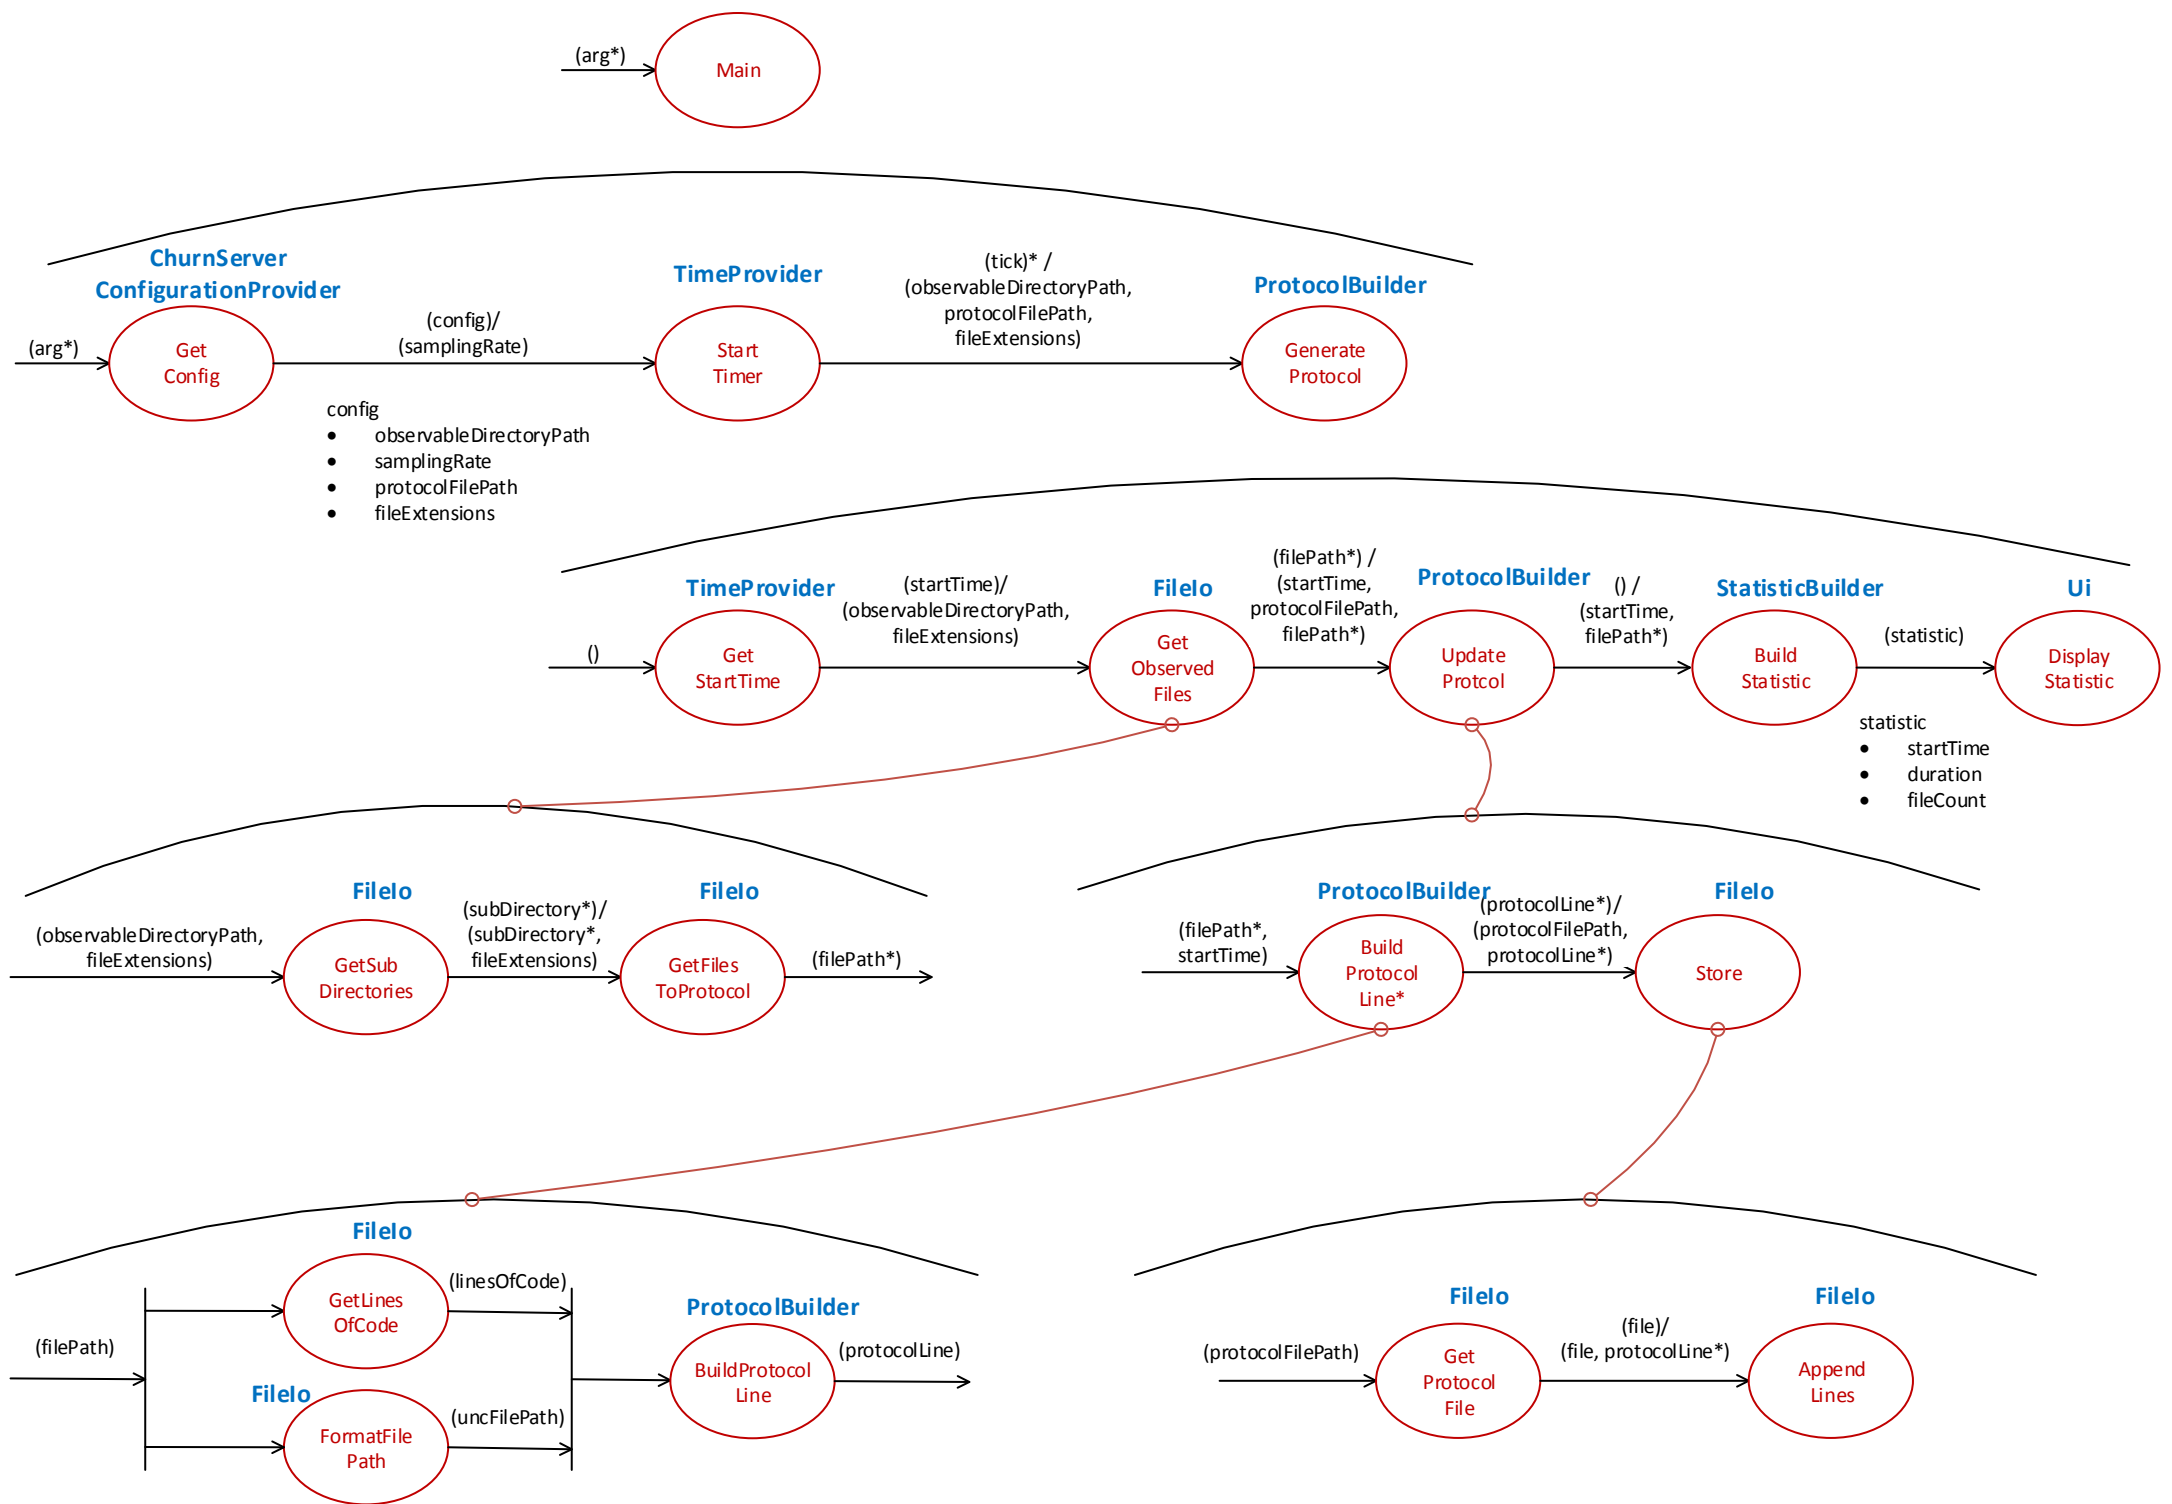 (arg*)
Main
ChurnServer
ConfigurationProvider
TimeProvider
(tick)* /
(observableDirectoryPath,
protocolFilePath,
fileExtensions)
ProtocolBuilder
(arg*)
Get
Config
(config)/
(samplingRate)
Start
Timer
Generate
Protocol
config
• observableDirectoryPath
• samplingRate
• protocolFilePath
• fileExtensions
TimeProvider
(startTime)/
(observableDirectoryPath,
fileExtensions)
FileIo
(filePath*) /
(startTime,
protocolFilePath,
filePath*)
ProtocolBuilder
() /
(startTime,
filePath*)
StatisticBuilder
Ui
()
Get
StartTime
Get
Observed
Files
Update
Protcol
Build
Statistic
(statistic)
Display
Statistic
statistic
• startTime
• duration
• fileCount
FileIo
FileIo
(observableDirectoryPath,
fileExtensions)
GetSub
Directories
(subDirectory*)/
(subDirectory*,
fileExtensions)
GetFiles
ToProtocol
(filePath*)
ProtocolBuilder
FileIo
(filePath*,
startTime)
Build
Protocol
Line*
(protocolLine*)/
(protocolFilePath,
protocolLine*)
Store
FileIo
(filePath)
GetLines
OfCode
(linesOfCode)
FileIo
FormatFile
Path
(uncFilePath)
ProtocolBuilder
BuildProtocol
Line
(protocolLine)
FileIo
FileIo
(protocolFilePath)
Get
Protocol
File
(file)/
(file, protocolLine*)
Append
Lines